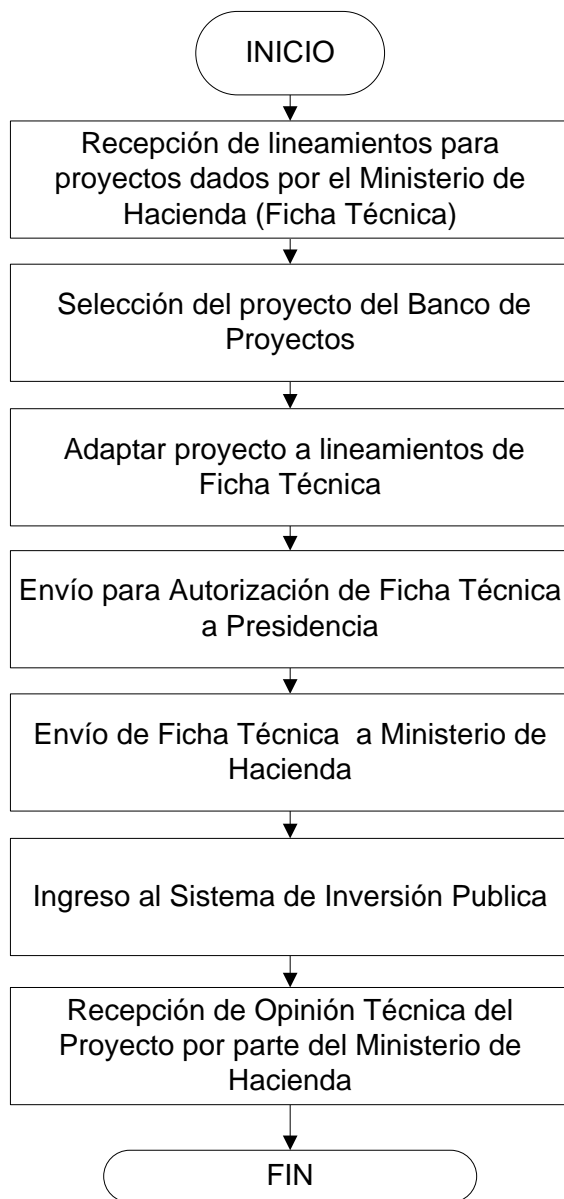 INICIO
Recepción de lineamientos para
proyectos dados por el Ministerio de
Hacienda (Ficha Técnica)
Selección del proyecto del Banco de
Proyectos
Adaptar proyecto a lineamientos de
Ficha Técnica
Envío para Autorización de Ficha Técnica
a Presidencia
Envío de Ficha Técnica a Ministerio de
Hacienda
Ingreso al Sistema de Inversión Publica
Recepción de Opinión Técnica del
Proyecto por parte del Ministerio de
Hacienda
FIN